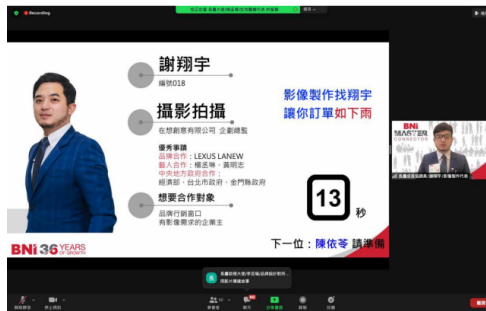 Recording
謝翔宇
編號018
攝影拍攝
在想創意有限公司 企劃總監
優秀事蹟
品牌合作：LEXUS LANEW
藝人合作：楊丞琳、黃明志
中央地方政府合作：
經濟部、台北市政府、金門縣政府
想要合作對象
品牌行銷窗口
有影像需求的企業主
影像製作找翔宇
讓你訂單如下雨
13 秒
下一位：陳依苓 請準備
BNI 36 YEARS
OF GROWTH
BNI
MASTER
CONNECTOR